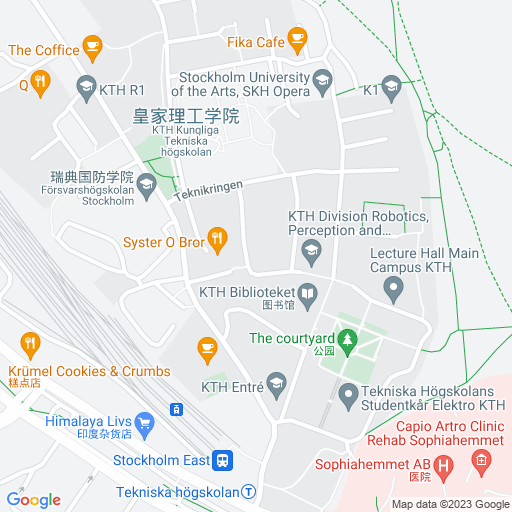 Fika Cafe
The Coffice
Stockholm University
of the Arts, SKH Opera
K1
Q
KTH R1
皇家理工学院
KTH Kungliga
Tekniska
högskolan
瑞典国防学院
Försvarshögskolan
Stockholm
Teknikringen
KTH Division Robotics,
Perception and...
Syster O Bror
Lecture Hall Main
Campus KTH
KTH Biblioteket
图书馆
The courtyard
公园
Krümel Cookies & Crumbs
糕点店
KTH Entré
Tekniska Högskolans
Studentkår Elektro KTH
Himalaya Livs
印度杂货店
Capio Artro Clinic
Rehab Sophiahemmet
Stockholm East
Sophiahemmet AB
医院
Tekniska högskolan
Google
Map data ©2023 Google